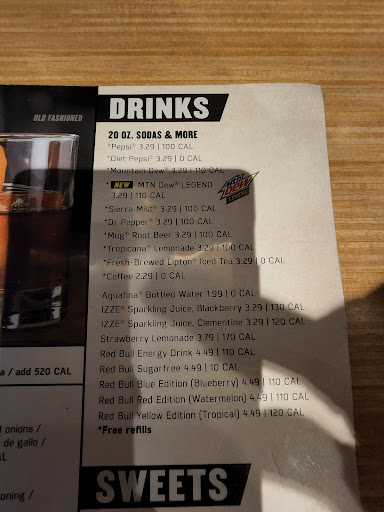 OLD FASHIONED
DRINKS
20 OZ. SODAS & MORE
*Pepsi® 3.29 | 100 CAL
*Diet Pepsi® 3.29 | 0 CAL
*Mountain Dew® 3.29 | 110 CAL
*NEW MTN Dew® LEGEND
3.29 | 110 CAL
MTN DEW
LEGEND
*Sierra Mist® 3.29 | 100 CAL
*Dr Pepper® 3.29 | 100 CAL
*Mug® Root Beer 3.29 | 100 CAL
*Tropicana® Lemonade 3.29 | 100 CAL
*Fresh-Brewed Lipton® Iced Tea 3.29 | 0 CAL
*Coffee 2.29 | 0 CAL
Aquafina® Bottled Water 1.99 | 0 CAL
IZZE® Sparkling Juice, Blackberry 3.29 | 130 CAL
IZZE® Sparkling Juice, Clementine 3.29 | 120 CAL
Strawberry Lemonade 3.79 | 170 CAL
Red Bull Energy Drink 4.49 | 110 CAL
Red Bull Sugarfree 4.49 | 10 CAL
Red Bull Blue Edition (Blueberry) 4.49 | 110 CAL
Red Bull Red Edition (Watermelon) 4.49 | 110 CAL
Red Bull Yellow Edition (Tropical) 4.49 | 120 CAL
*Free refills
a / add 520 CAL
onions /
de gallo /
AL
oning /
SWEETS